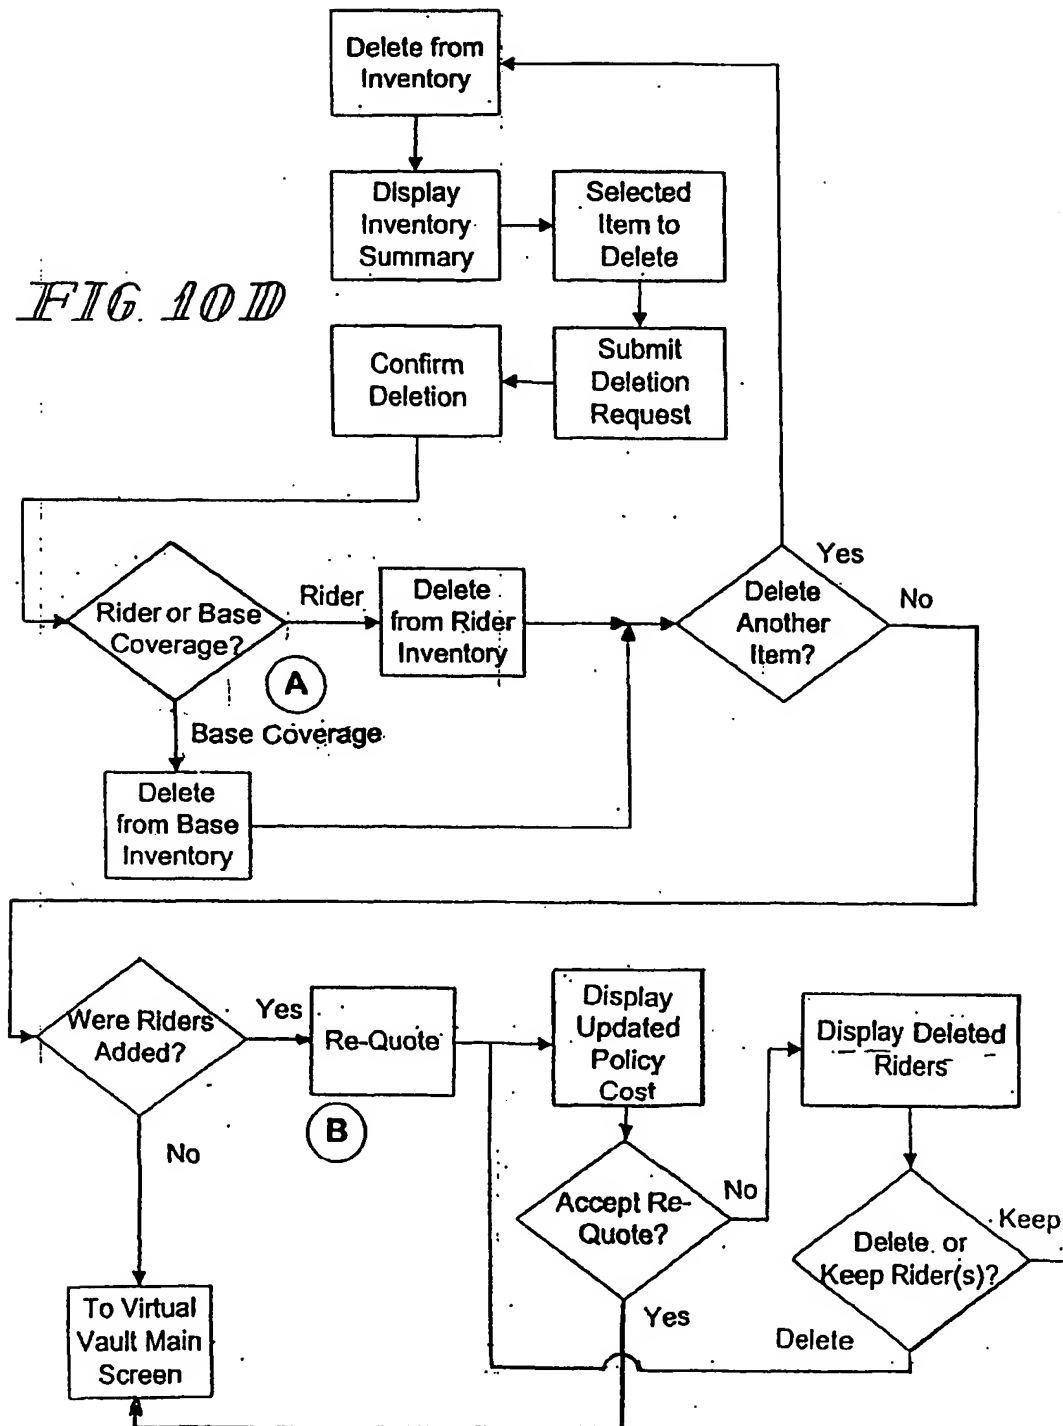 Delete from
Inventory
Display
Inventory
Summary
Selected
Item to
Delete
FIG. 10D
Confirm
Deletion
Submit
Deletion
Request
Rider or Base
Coverage?
Rider
Delete
from Rider
Inventory
Delete
Another
Item?
Yes
No
A
Base Coverage
Delete
from Base
Inventory
Were Riders
Added?
Yes
Re-Quote
Display
Updated
Policy
Cost
Display Deleted
Riders
B
No
Accept Re-
Quote?
No
Delete or
Keep Rider(s)?
Keep
To Virtual
Vault Main
Screen
Yes
Delete